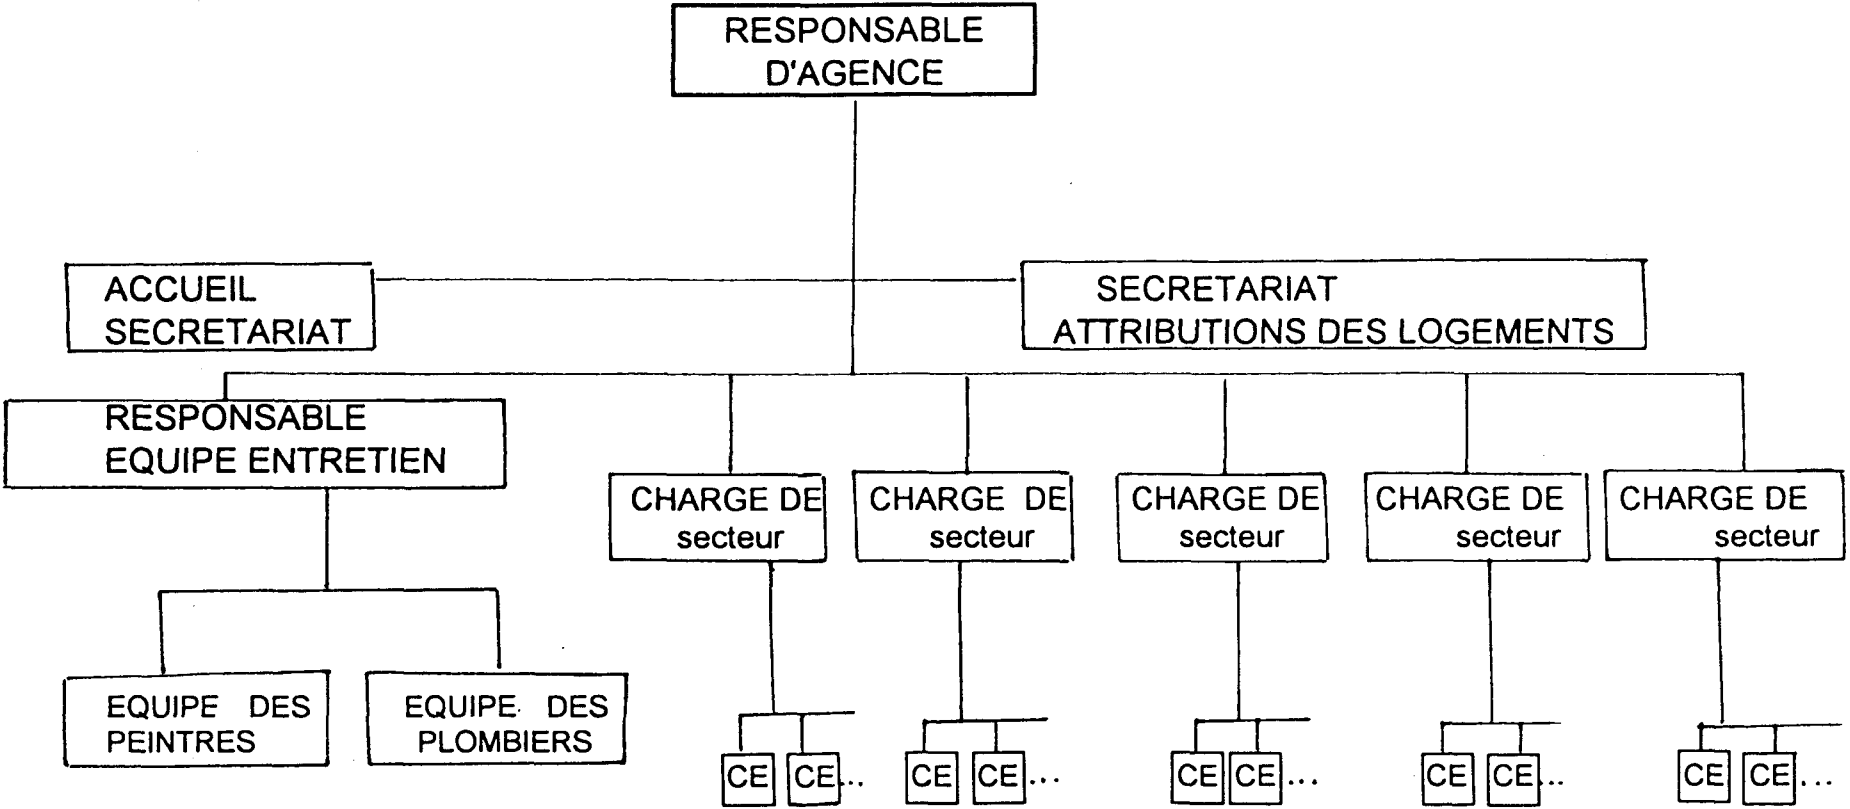 RESPONSABLE
D'AGENCE
ACCUEIL
SECRETARIAT
SECRETARIAT
ATTRIBUTIONS DES LOGEMENTS
RESPONSABLE
EQUIPE ENTRETIEN
CHARGE DE
secteur
CHARGE DE
secteur
CHARGE DE
secteur
CHARGE DE
secteur
CHARGE DE
secteur
EQUIPE DES
PEINTRES
EQUIPE DES
PLOMBIERS
CE CE...
CE CE...
CE CE...
CE CE...
CE CE...